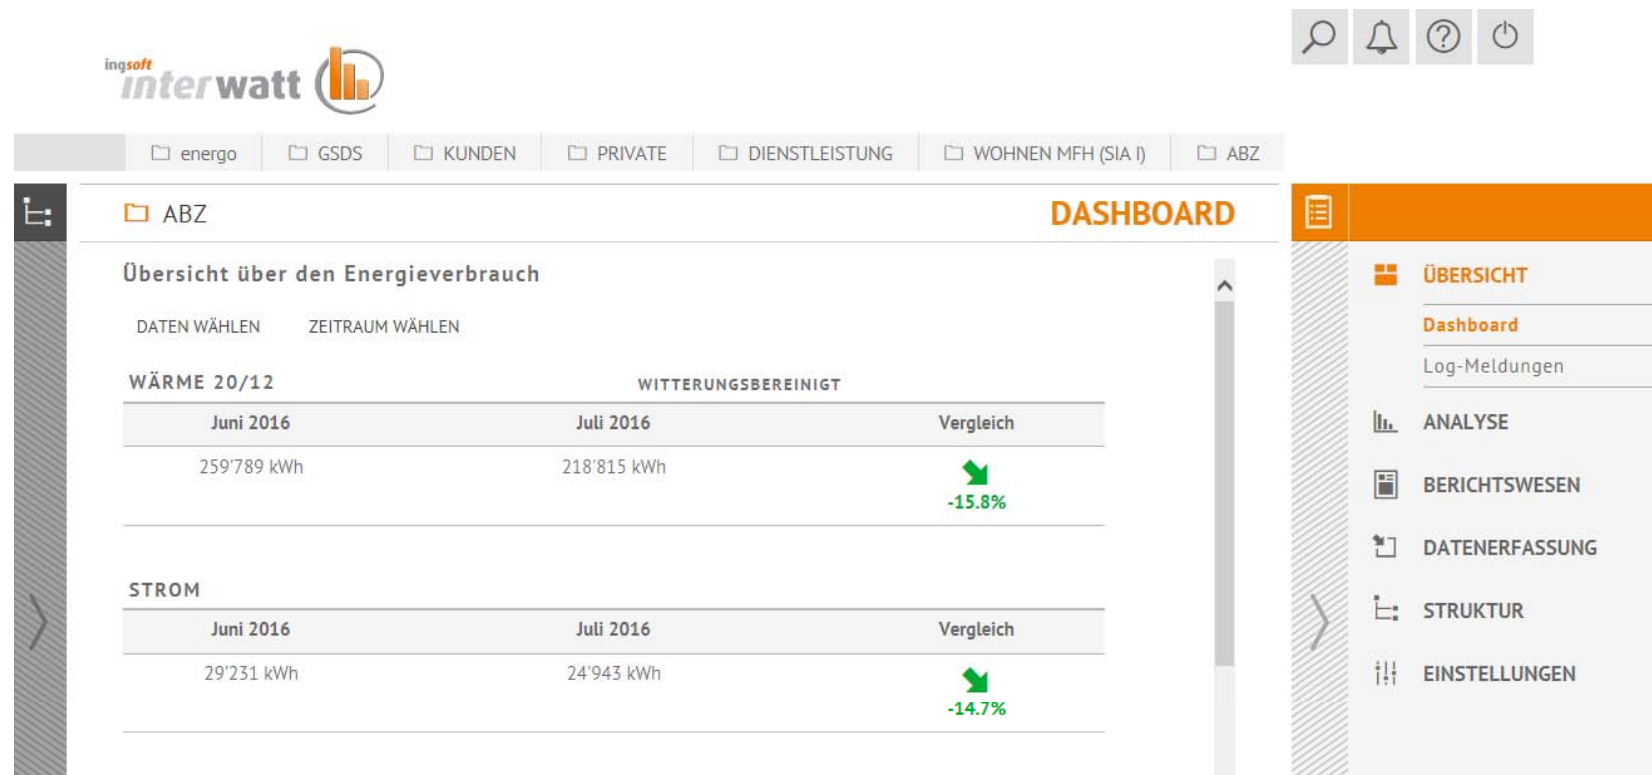 ingsoft
interwatt
energo GSDS KUNDEN PRIVATE DIENSTLEISTUNG WOHNEN MFH (SIA I) ABZ
ABZ DASHBOARD
Übersicht über den Energieverbrauch
DATEN WÄHLEN ZEITRAUM WÄHLEN
WÄRME 20/12 WITTERUNGSBEREINIGT
Juni 2016 Juli 2016 Vergleich
259'789 kWh 218'815 kWh
-15.8%
STROM
Juni 2016 Juli 2016 Vergleich
29'231 kWh 24'943 kWh
-14.7%
ÜBERSICHT
Dashboard
Log-Meldungen
ANALYSE
BERICHTSWESEN
DATENERFASSUNG
STRUKTUR
EINSTELLUNGEN